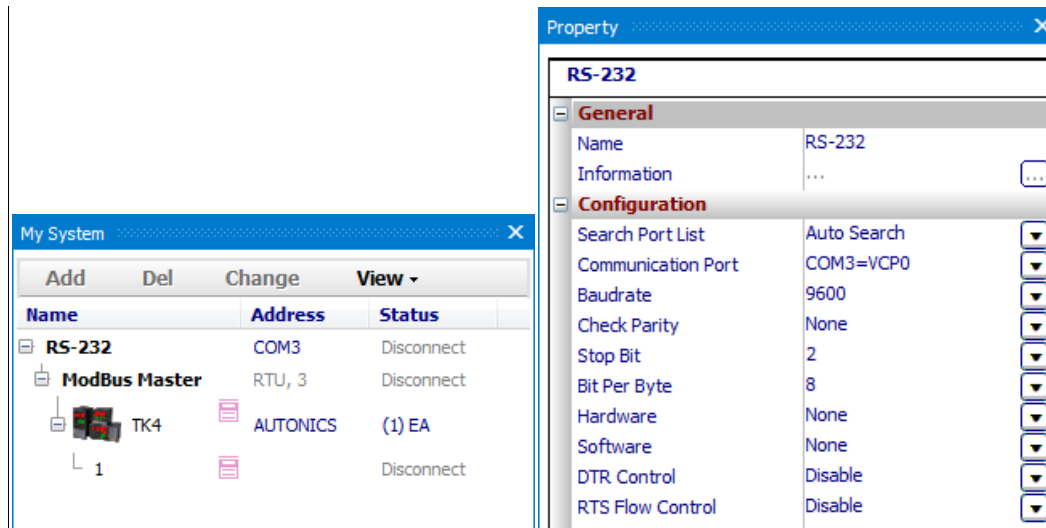 My System
Add Del Change View
Name Address Status
RS-232 COM3 Disconnect
ModBus Master RTU, 3 Disconnect
TK4 AUTONICS (1) EA
1 Disconnect
Property
RS-232
General
Name RS-232
Information ... ...
Configuration
Search Port List Auto Search
Communication Port COM3=VCP0
Baudrate 9600
Check Parity None
Stop Bit 2
Bit Per Byte 8
Hardware None
Software None
DTR Control Disable
RTS Flow Control Disable